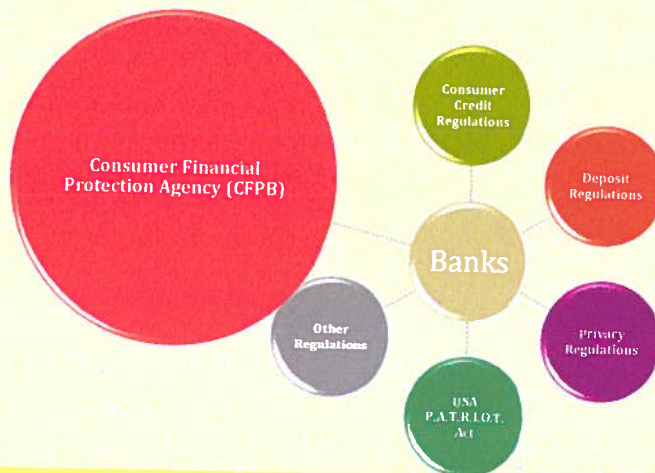 Consumer Financial
Protection Agency (CFPB)
Consumer
Credit
Regulations
Deposit
Regulations
Banks
Privacy
Regulations
Other
Regulations
USA
P.A.T.R.I.O.T.
Act